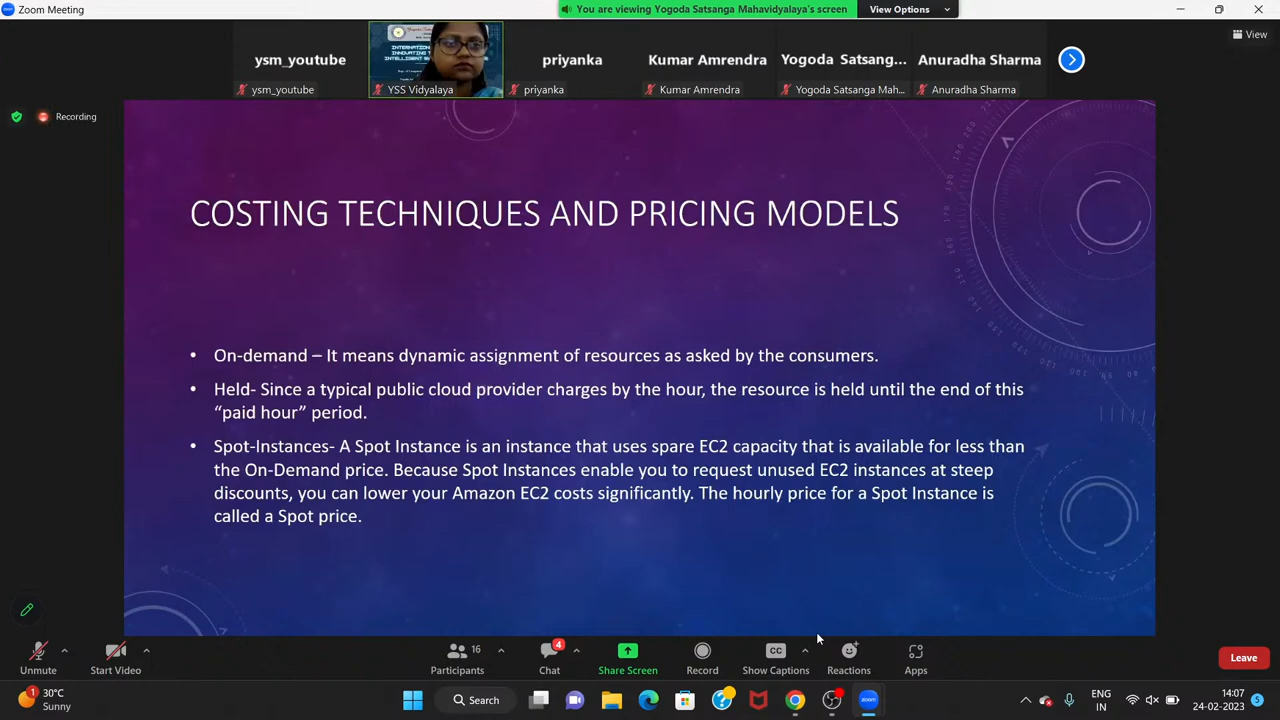 Zoom Meeting
You are viewing Yogoda Satsanga Mahavidyalaya's screen
View Options
View
ysm_youtube
ysm_youtube
YSS Vidyalaya
priyanka
priyanka
Kumar Amrendra
Kumar Amrendra
Yogoda Satsang...
Yogoda Satsanga Mah...
Anuradha Sharma
Anuradha Sharma
Recording
COSTING TECHNIQUES AND PRICING MODELS
• On-demand – It means dynamic assignment of resources as asked by the consumers.
• Held- Since a typical public cloud provider charges by the hour, the resource is held until the end of this
“paid hour” period.
• Spot-Instances- A Spot Instance is an instance that uses spare EC2 capacity that is available for less than
the On-Demand price. Because Spot Instances enable you to request unused EC2 instances at steep
discounts, you can lower your Amazon EC2 costs significantly. The hourly price for a Spot Instance is
called a Spot price.
Unmute
Start Video
16
Participants
4
Chat
Share Screen
Record
CC
Show Captions
Reactions
Apps
Leave
1
30°C
Sunny
Search
zoom
ENG
IN
14:07
24-02-2023
5